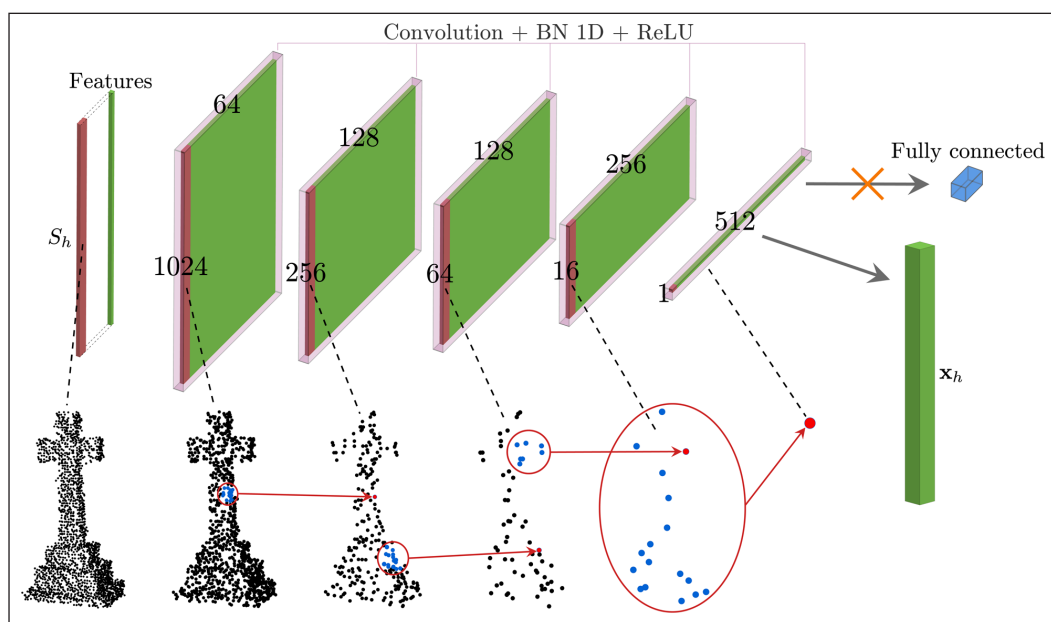 Convolution + BN 1D + ReLU
Features
64
128
128
256
Fully connected
S_h
1024
256
64
16
512
1
x_h